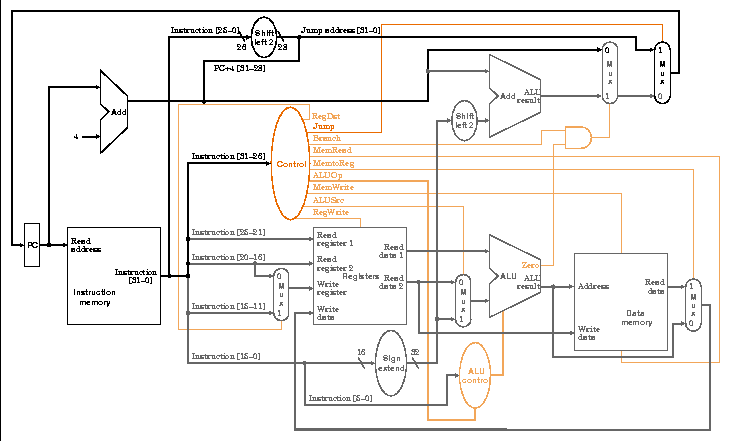 Instruction [25–0]
26
Shift
left 2
28
Jump address [31–0]
PC+4 [31–28]
Add
4
0
M
u
x
1
1
M
u
x
0
Add
ALU
result
Shift
left 2
RegDst
Jump
Branch
MemRead
MemtoReg
ALUOp
MemWrite
ALUSrc
RegWrite
Control
Instruction [31–26]
Instruction [25–21]
Instruction [20–16]
Instruction [15–11]
Instruction [15–0]
Instruction [5–0]
PC
Read
address
Instruction
[31–0]
Instruction
memory
0
M
u
x
1
Read
register 1
Read
register 2
Registers
Write
register
Write
data
Read
data 1
Read
data 2
0
M
u
x
1
Zero
ALU
ALU
result
Address
Read
data
Data
memory
Write
data
1
M
u
x
0
16
Sign
extend
32
ALU
control